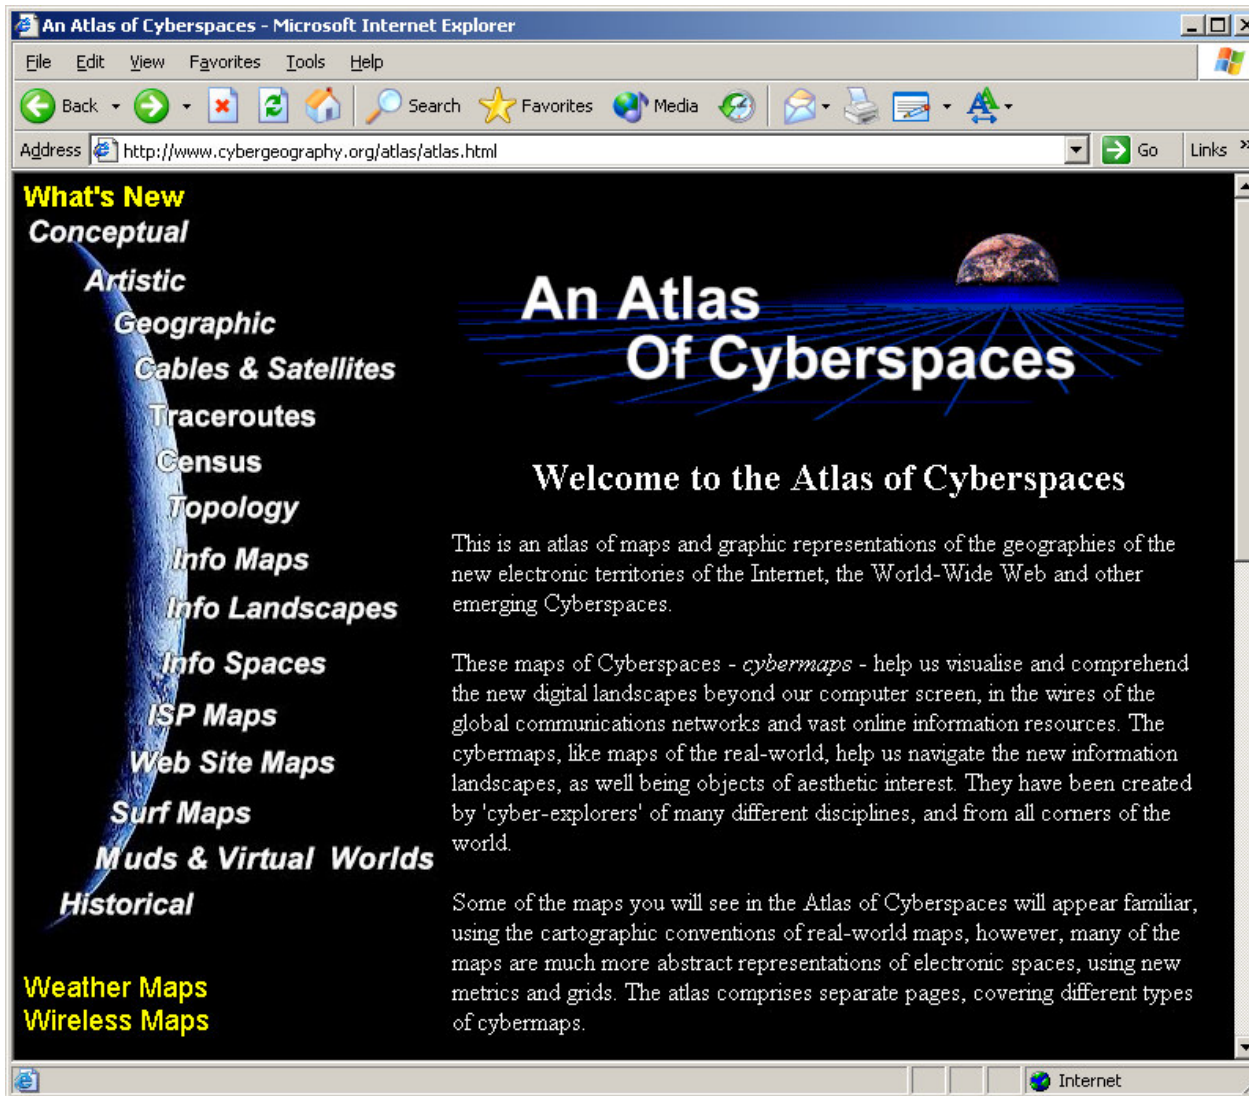 An Atlas of Cyberspaces - Microsoft Internet Explorer
File Edit View Favorites Tools Help
Back Search Favorites Media
Address http://www.cybergeography.org/atlas/atlas.html Go Links »
What's New
Conceptual
Artistic
Geographic
Cables & Satellites
Traceroutes
Census
Topology
Info Maps
Info Landscapes
Info Spaces
ISP Maps
Web Site Maps
Surf Maps
Muds & Virtual Worlds
Historical
Weather Maps
Wireless Maps
An Atlas
Of Cyberspaces
Welcome to the Atlas of Cyberspaces
This is an atlas of maps and graphic representations of the geographies of the
new electronic territories of the Internet, the World-Wide Web and other
emerging Cyberspaces.
These maps of Cyberspaces - cybermaps - help us visualise and comprehend
the new digital landscapes beyond our computer screen, in the wires of the
global communications networks and vast online information resources. The
cybermaps, like maps of the real-world, help us navigate the new information
landscapes, as well being objects of aesthetic interest. They have been created
by 'cyber-explorers' of many different disciplines, and from all corners of the
world.
Some of the maps you will see in the Atlas of Cyberspaces will appear familiar,
using the cartographic conventions of real-world maps, however, many of the
maps are much more abstract representations of electronic spaces, using new
metrics and grids. The atlas comprises separate pages, covering different types
of cybermaps.
Internet